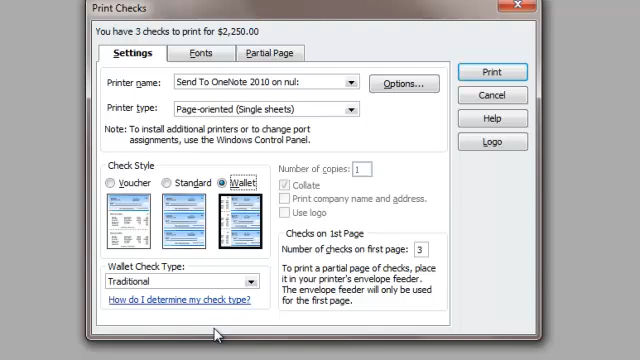 Print Checks
You have 3 checks to print for $2,250.00
Settings
Fonts
Partial Page
Printer name:
Send To OneNote 2010 on nul:
Options...
Printer type:
Page-oriented (Single sheets)
Note: To install additional printers or to change port
assignments, use the Windows Control Panel.
Print
Cancel
Help
Logo
Check Style
Voucher
Standard
Wallet
Wallet Check Type:
Traditional
How do I determine my check type?
Number of copies:
1
Collate
Print company name and address.
Use logo
Checks on 1st Page
Number of checks on first page:
3
To print a partial page of checks, place
it in your printer's envelope feeder.
The envelope feeder will only be used
for the first page.